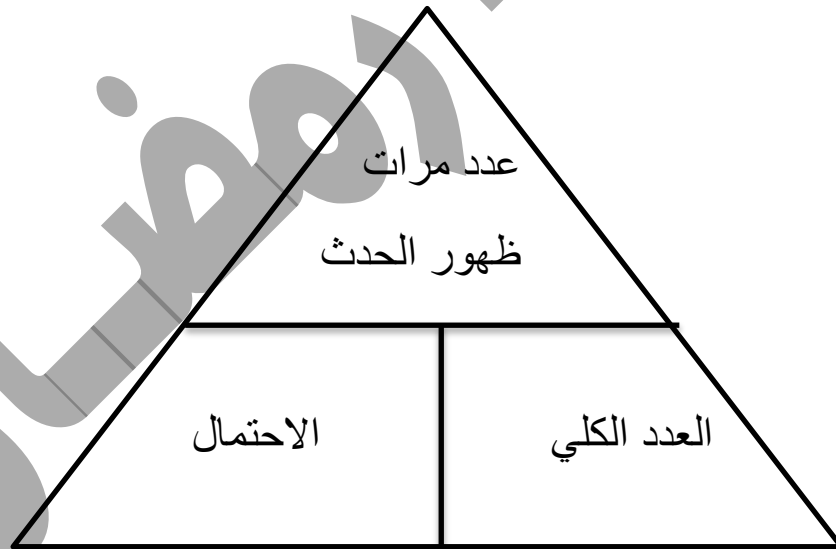 عدد مرات
ظهور الحدث
العدد الكلي
الاحتمال